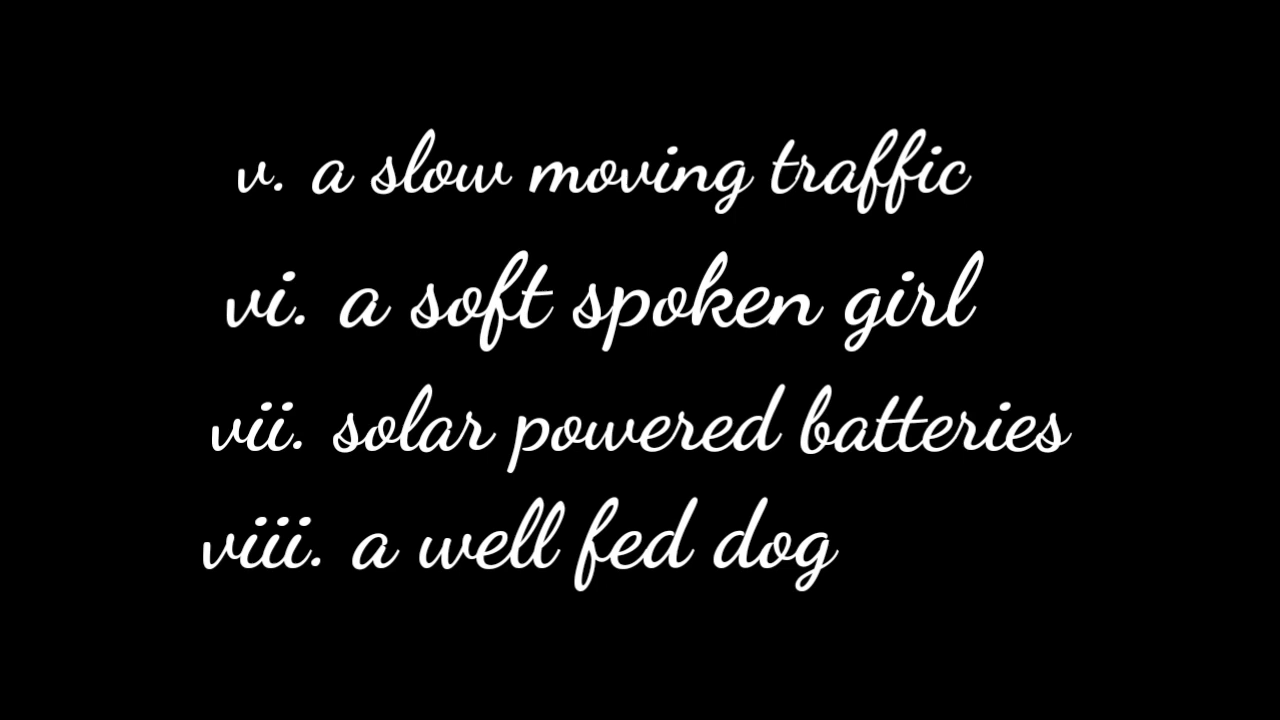 v. a slow moving traffic
vi. a soft spoken girl
vii. solar powered batteries
viii. a well fed dog